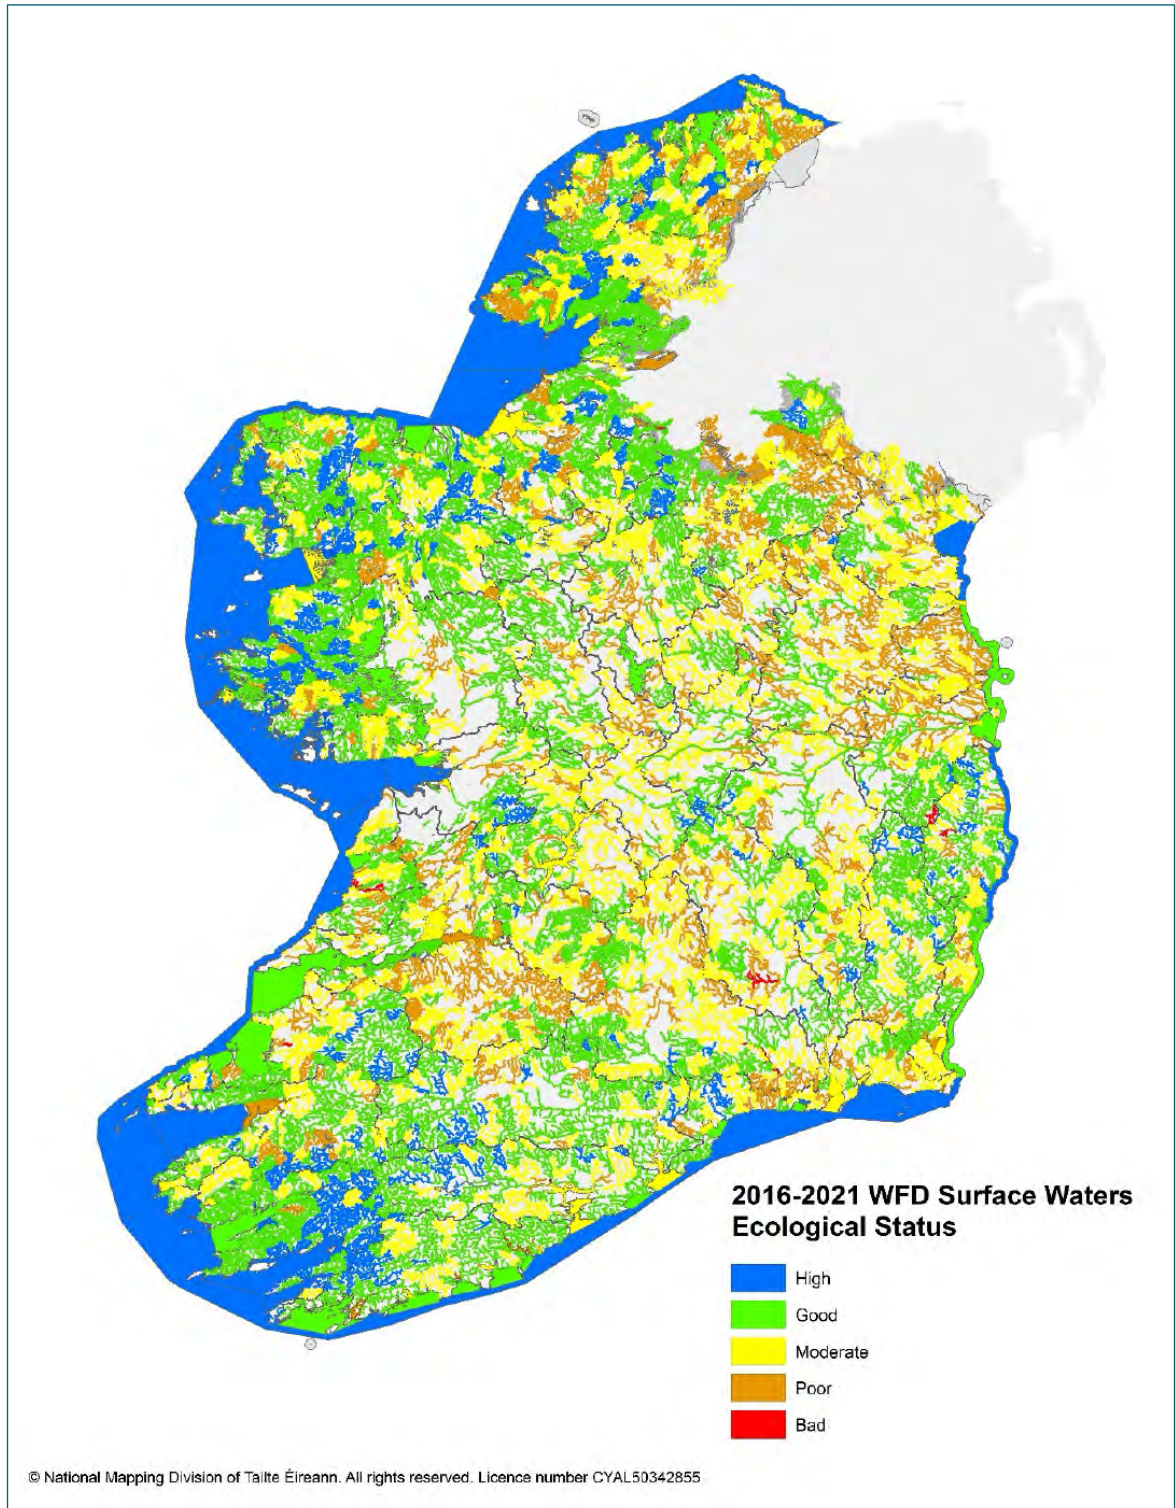 2016-2021 WFD Surface Waters
Ecological Status
High
Good
Moderate
Poor
Bad
© National Mapping Division of Tailte Éireann. All rights reserved. Licence number CYAL50342855